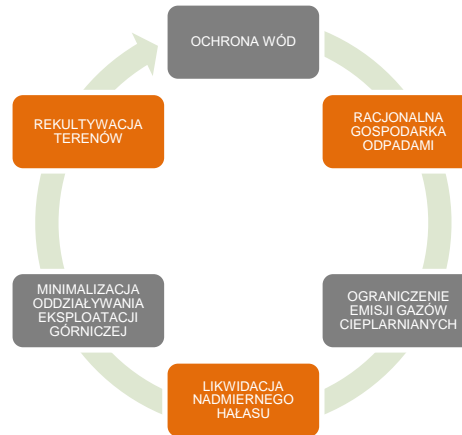 OCHRONA WÓD
RACJONALNA
GOSPODARKA
ODPADAMI
OGRANICZENIE
EMISJI GAZÓW
CIEPLARNIANYCH
LIKWIDACJA
NADMIERNEGO
HAŁASU
MINIMALIZACJA
ODDZIAŁYWANIA
EKSPLOATACJI
GÓRNICZEJ
REKULTYWACJA
TERENÓW